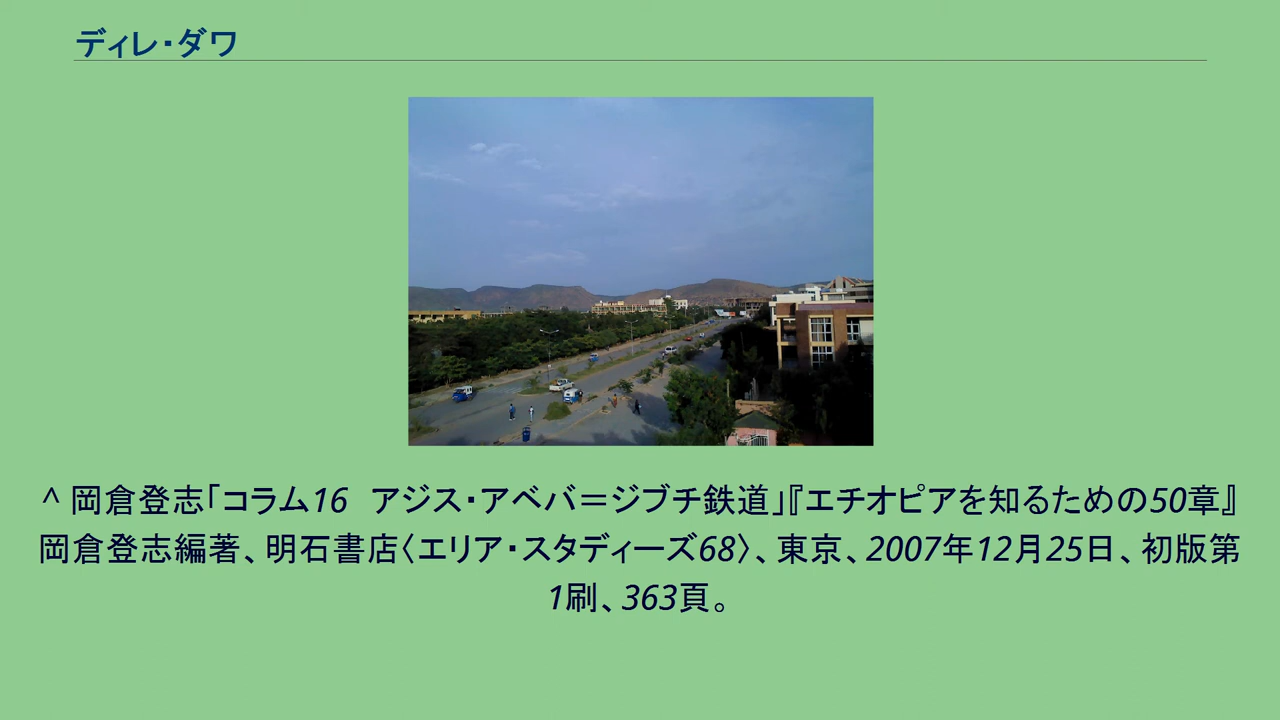 ディレ・ダワ
^ 岡倉登志「コラム16　アジス・アベバ＝ジブチ鉄道」『エチオピアを知るための50章』
岡倉登志編著、明石書店〈エリア・スタディーズ68〉、東京、2007年12月25日、初版第
1刷、363頁。